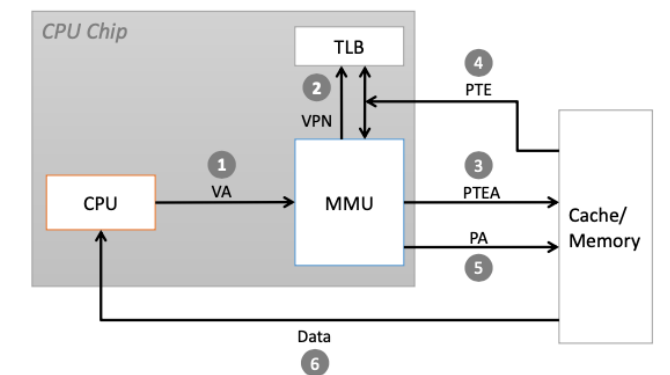 CPU Chip
TLB
4
PTE
2
VPN
1
VA
3
PTEA
CPU
MMU
Cache/
Memory
PA
5
Data
6